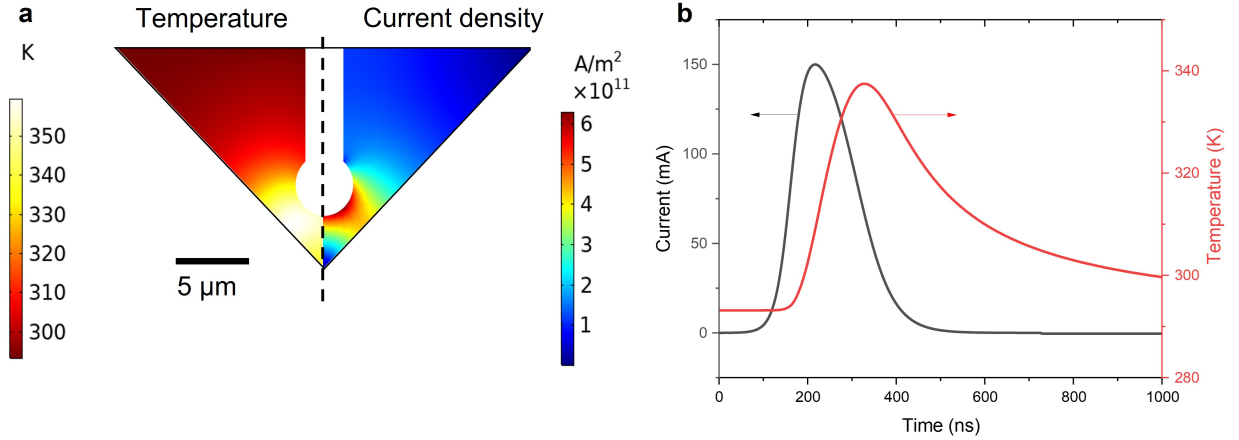 a
Temperature
Current density
K
350
340
330
320
310
300
5 μm
A/m²
×10¹¹
6
5
4
3
2
1
b
150
100
50
0
Current (mA)
340
320
300
280
Temperature (K)
0
200
400
600
800
1000
Time (ns)